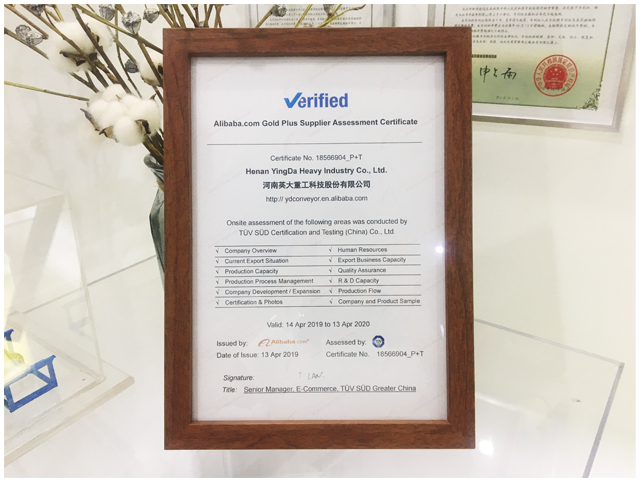 Verified
Alibaba.com Gold Plus Supplier Assessment Certificate
Certificate No. 18566904_P+T
Henan YingDa Heavy Industry Co., Ltd.
河南英大重工科技股份有限公司
http:// ydconveyor.en.alibaba.com
Onsite assessment of the following areas was conducted by
TÜV SÜD Certification and Testing (China) Co., Ltd.
√ Company Overview √ Human Resources
√ Current Export Situation √ Export Business Capacity
√ Production Capacity √ Quality Assurance
√ Production Process Management √ R & D Capacity
√ Company Development / Expansion √ Production Flow
√ Certification & Photos √ Company and Product Sample
Valid: 14 Apr 2019 to 13 Apr 2020
Issued by: Alibaba.com Assessed by:
Date of Issue: 13 Apr 2019 Certificate No. 18566904_P+T
Signature:
Title: Senior Manager, E-Commerce, TÜV SÜD Greater China